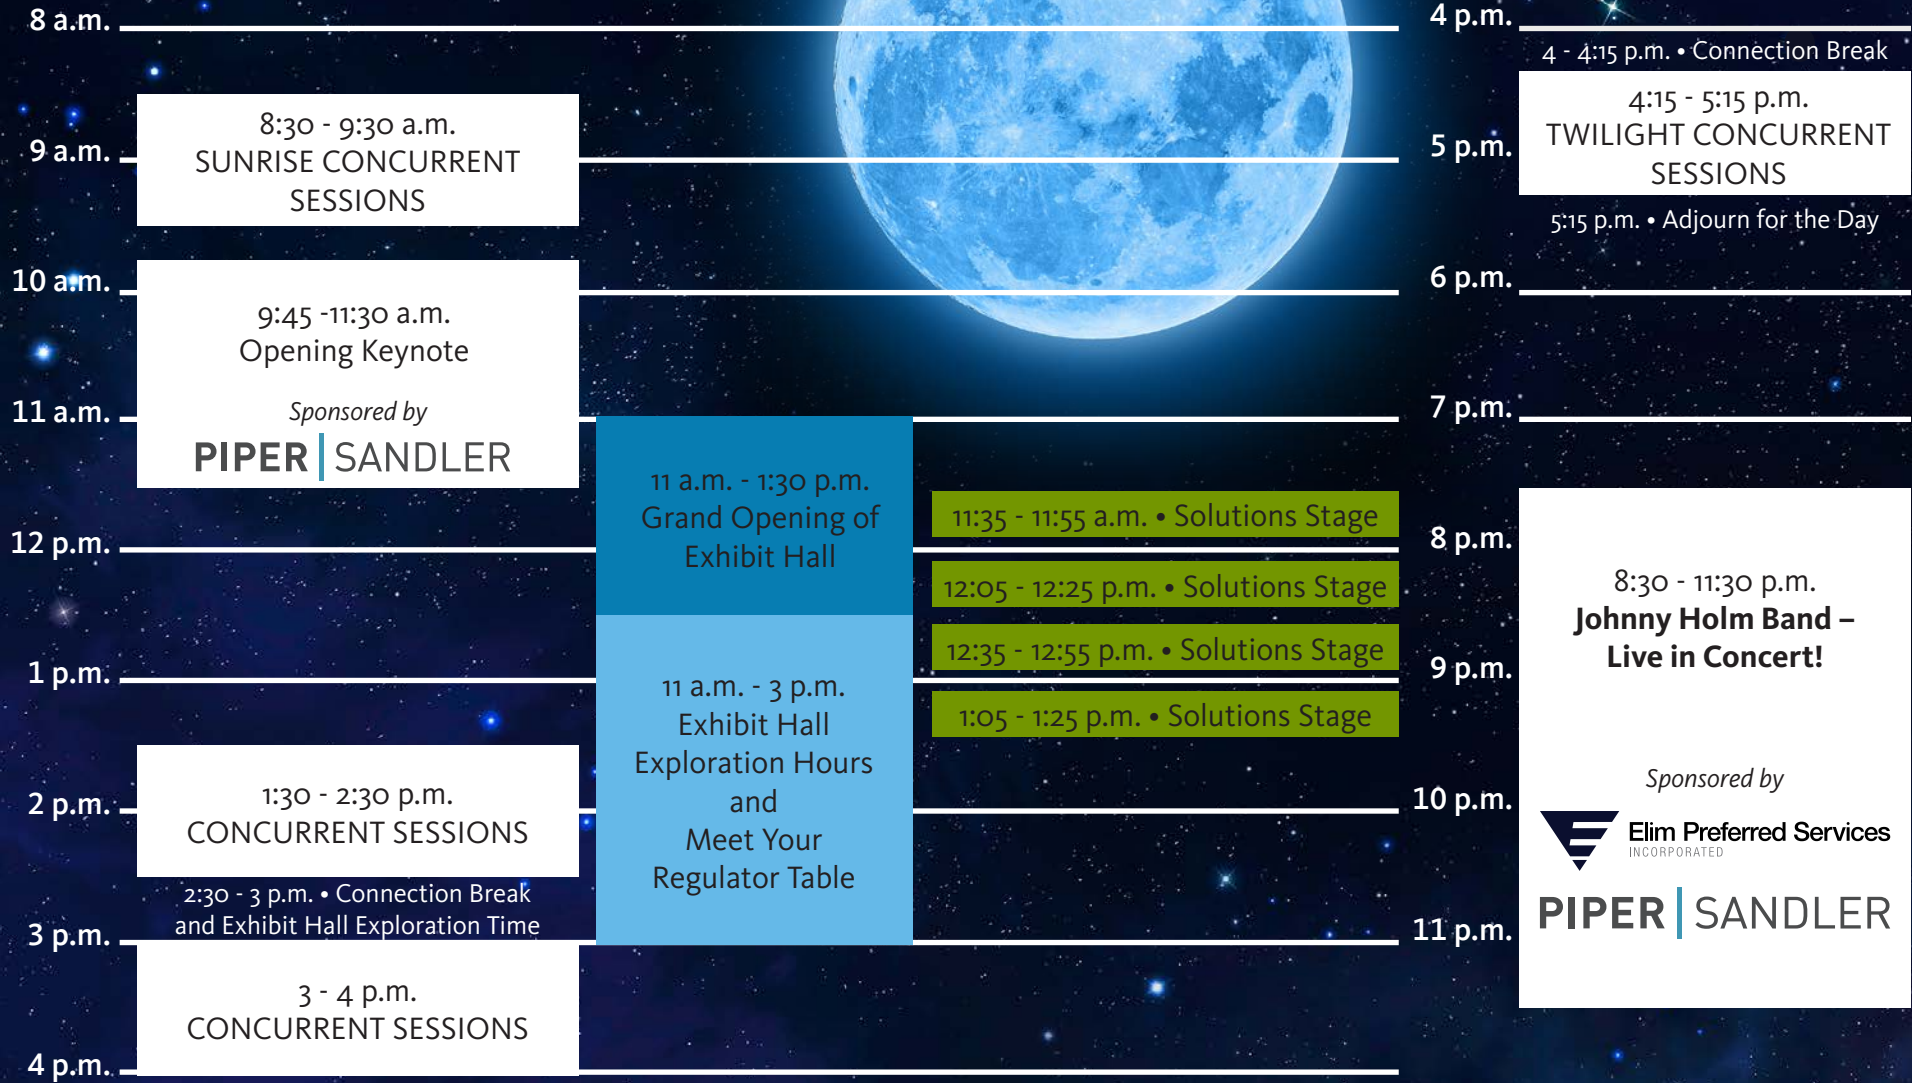 8 a.m.
8:30 - 9:30 a.m.
SUNRISE CONCURRENT
SESSIONS
9 a.m.
10 a.m.
9:45 -11:30 a.m.
Opening Keynote
Sponsored by
PIPER | SANDLER
11 a.m.
12 p.m.
1 p.m.
1:30 - 2:30 p.m.
CONCURRENT SESSIONS
2 p.m.
2:30 - 3 p.m. • Connection Break
and Exhibit Hall Exploration Time
3 p.m.
3 - 4 p.m.
CONCURRENT SESSIONS
4 p.m.
11 a.m. - 1:30 p.m.
Grand Opening of
Exhibit Hall
11 a.m. - 3 p.m.
Exhibit Hall
Exploration Hours
and
Meet Your
Regulator Table
11:35 - 11:55 a.m. • Solutions Stage
12:05 - 12:25 p.m. • Solutions Stage
12:35 - 12:55 p.m. • Solutions Stage
1:05 - 1:25 p.m. • Solutions Stage
4 p.m.
4 - 4:15 p.m. • Connection Break
4:15 - 5:15 p.m.
TWILIGHT CONCURRENT
SESSIONS
5 p.m.
5:15 p.m. • Adjourn for the Day
6 p.m.
7 p.m.
8 p.m.
8:30 - 11:30 p.m.
Johnny Holm Band –
Live in Concert!
9 p.m.
10 p.m.
Sponsored by
Elim Preferred Services
INCORPORATED
PIPER | SANDLER
11 p.m.